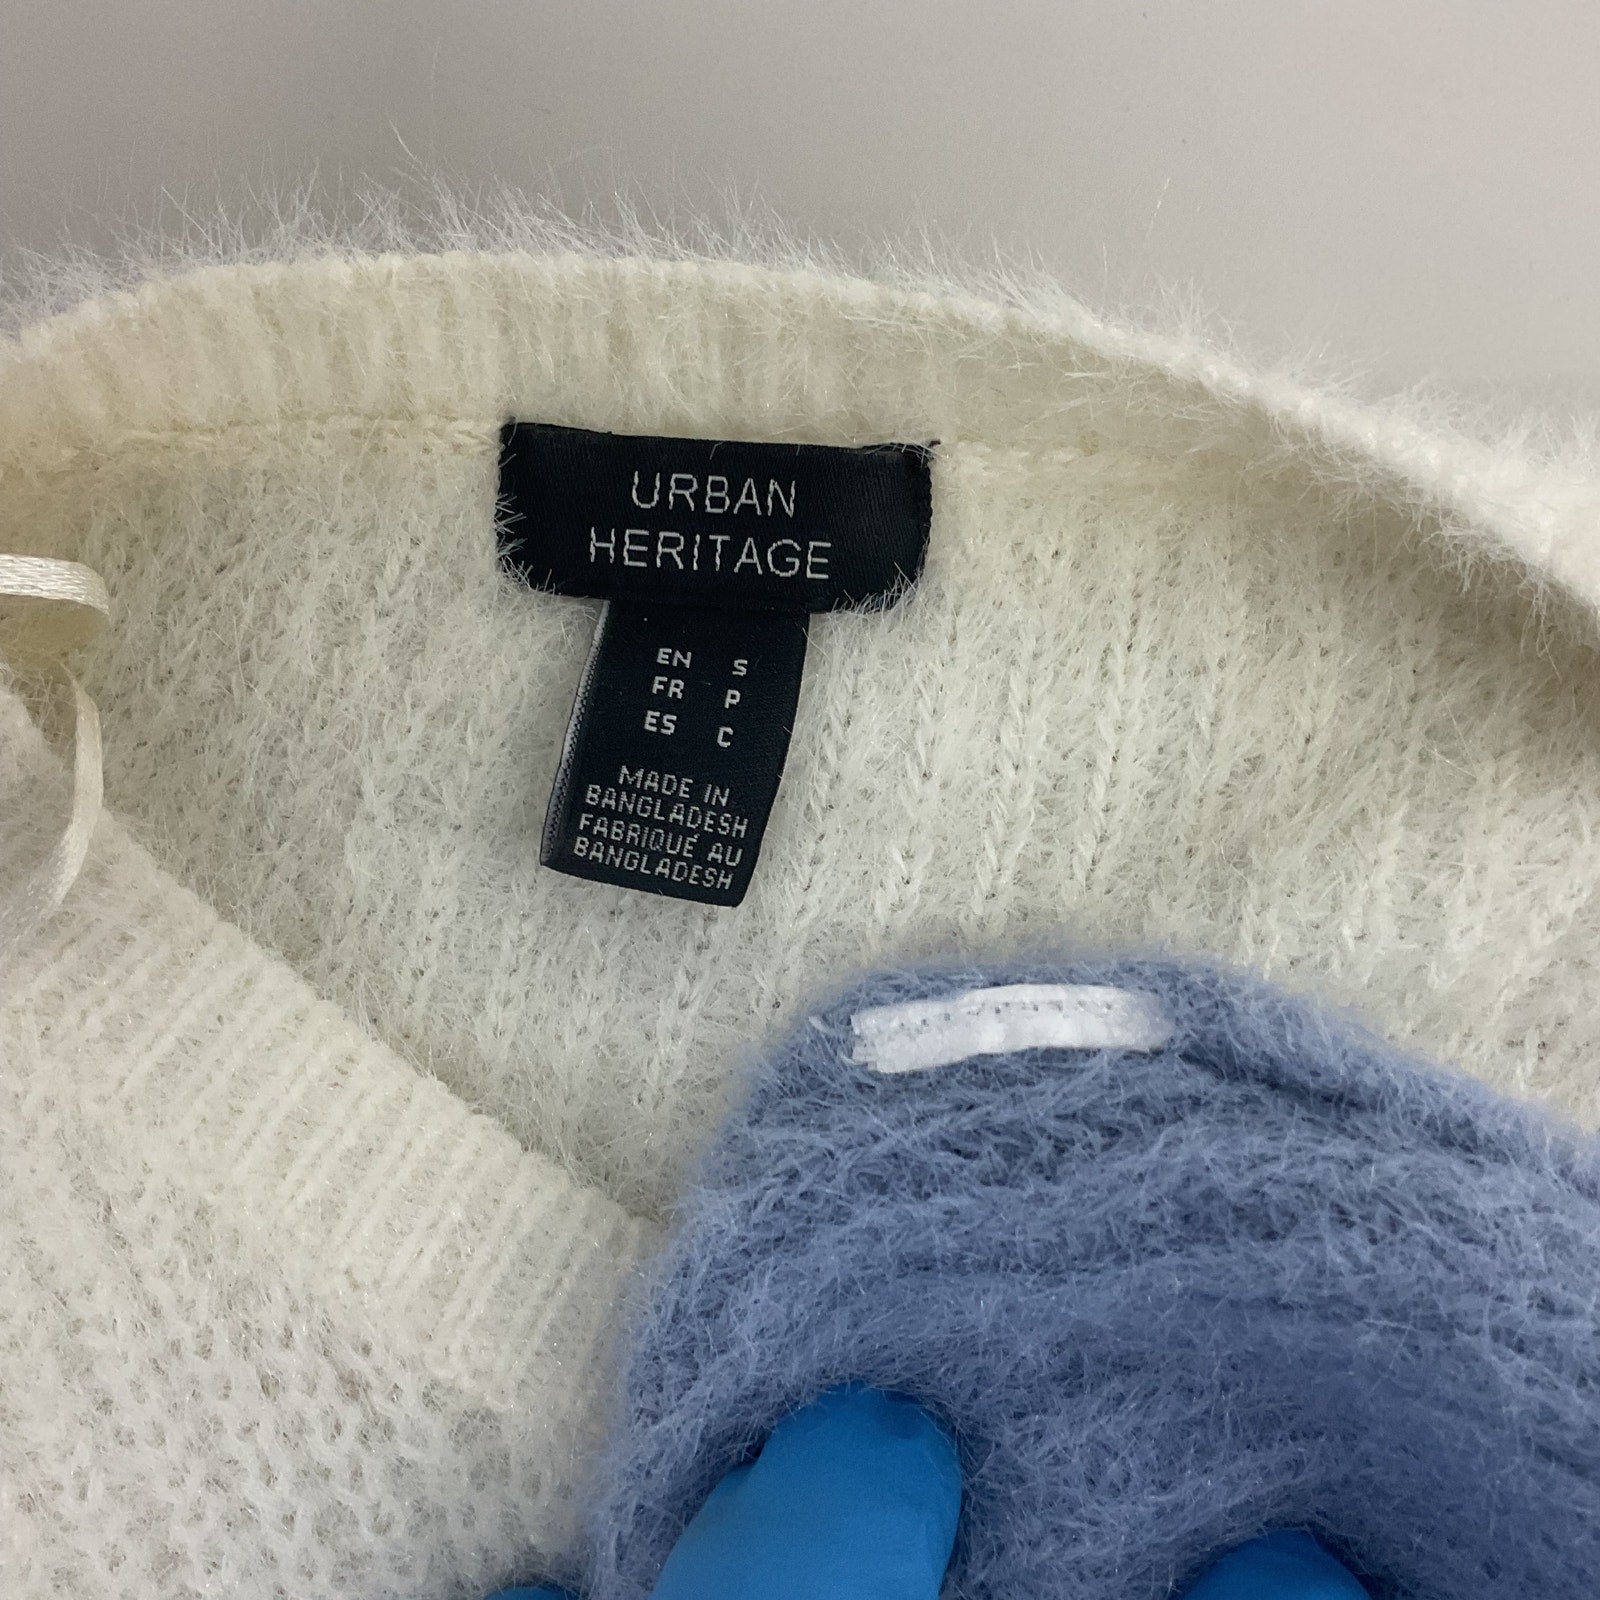 URBAN
HERITAGE
EN S
FR P
ES C
MADE IN
BANGLADESH
FABRIQUÉ AU
BANGLADESH